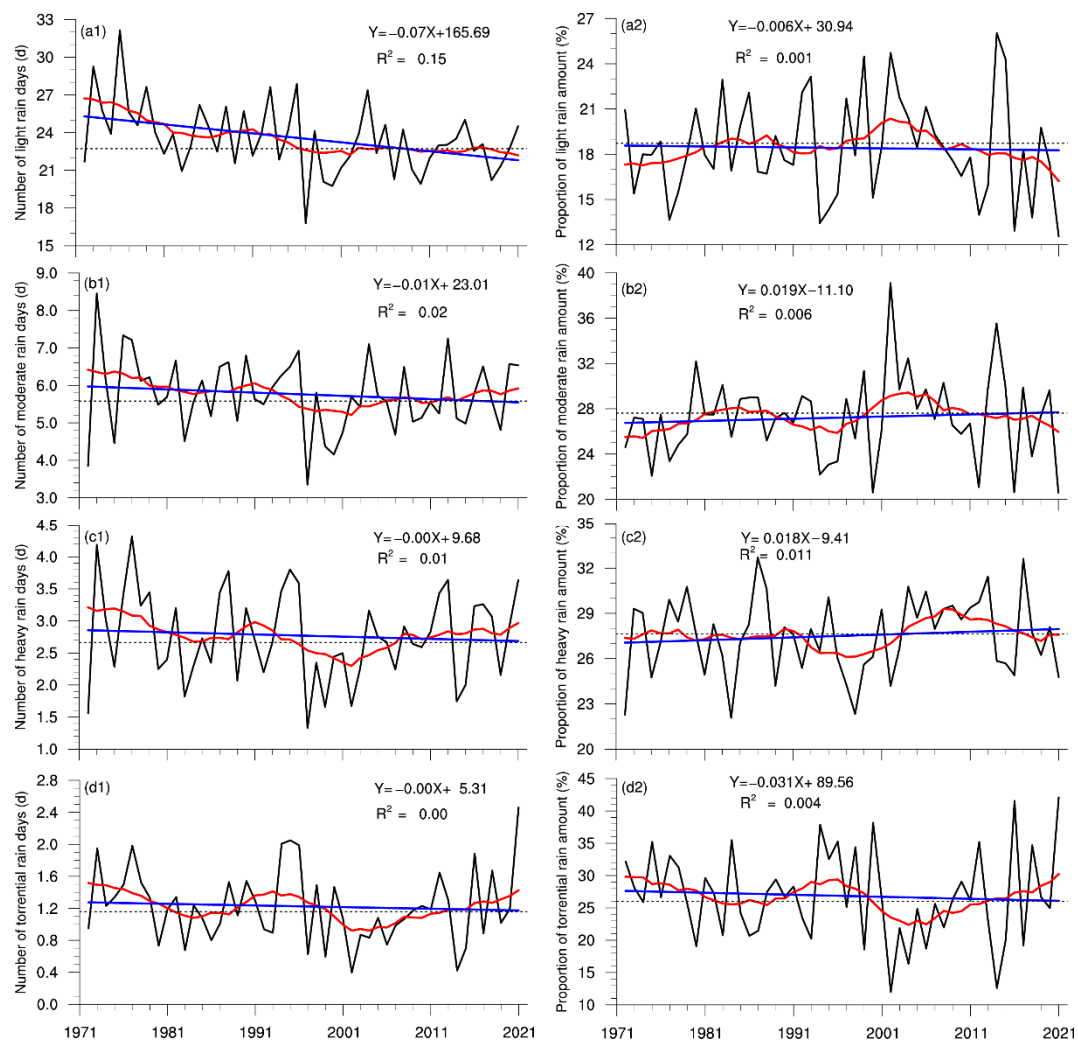 (a1)
Y=−0.07X+165.69
R2 = 0.15
Number of light rain days (d)
33
30
27
24
21
18
15
(a2)
Y=−0.006X+30.94
R2 = 0.001
Proportion of light rain amount (%)
27
24
21
18
15
12
(b1)
Y=−0.01X+ 23.01
R2 = 0.02
Number of moderate rain days (d)
9.0
8.0
7.0
6.0
5.0
4.0
3.0
(b2)
Y= 0.019X−11.10
R2 = 0.006
Proportion of moderate rain amount (%)
40
36
32
28
24
20
(c1)
Y=−0.00X+ 9.68
R2 = 0.01
Number of heavy rain days (d)
4.5
4.0
3.5
3.0
2.5
2.0
1.5
1.0
(c2)
Y= 0.018X−9.41
R2 = 0.011
Proportion of heavy rain amount (%)
35
32
29
26
23
20
(d1)
Y=−0.00X+ 5.31
R2 = 0.00
Number of torrential rain days (d)
2.8
2.4
2.0
1.6
1.2
0.8
0.4
0.0
1971 1981 1991 2001 2011 2021
(d2)
Y=−0.031X+ 89.56
R2 = 0.004
Proportion of torrential rain amount (%)
45
40
35
30
25
20
15
10
1971 1981 1991 2001 2011 2021